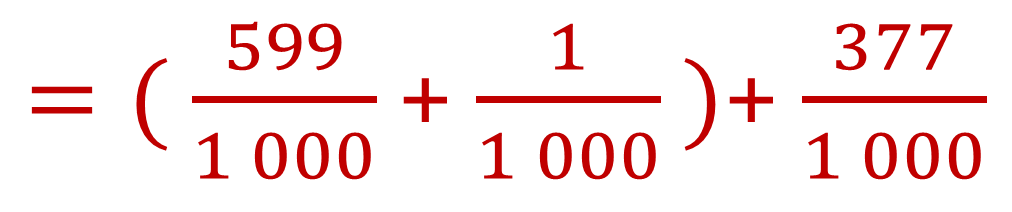 = ( 599/1 000 + 1/1 000 ) + 377/1 000